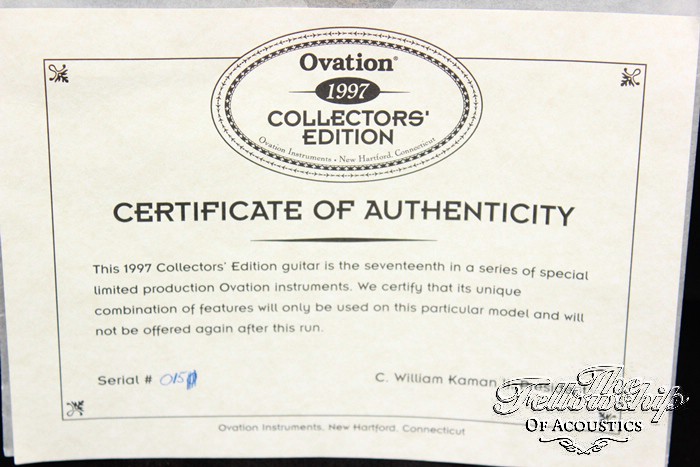 Ovation®
1997
COLLECTORS'
EDITION
Ovation Instruments • New Hartford, Connecticut
CERTIFICATE OF AUTHENTICITY
This 1997 Collectors' Edition guitar is the seventeenth in a series of special
limited production Ovation instruments. We certify that its unique
combination of features will only be used on this particular model and will
not be offered again after this run.
Serial #
C. William Kaman
The
Fellowship
OF ACOUSTICS
Ovation Instruments, New Hartford, Connecticut